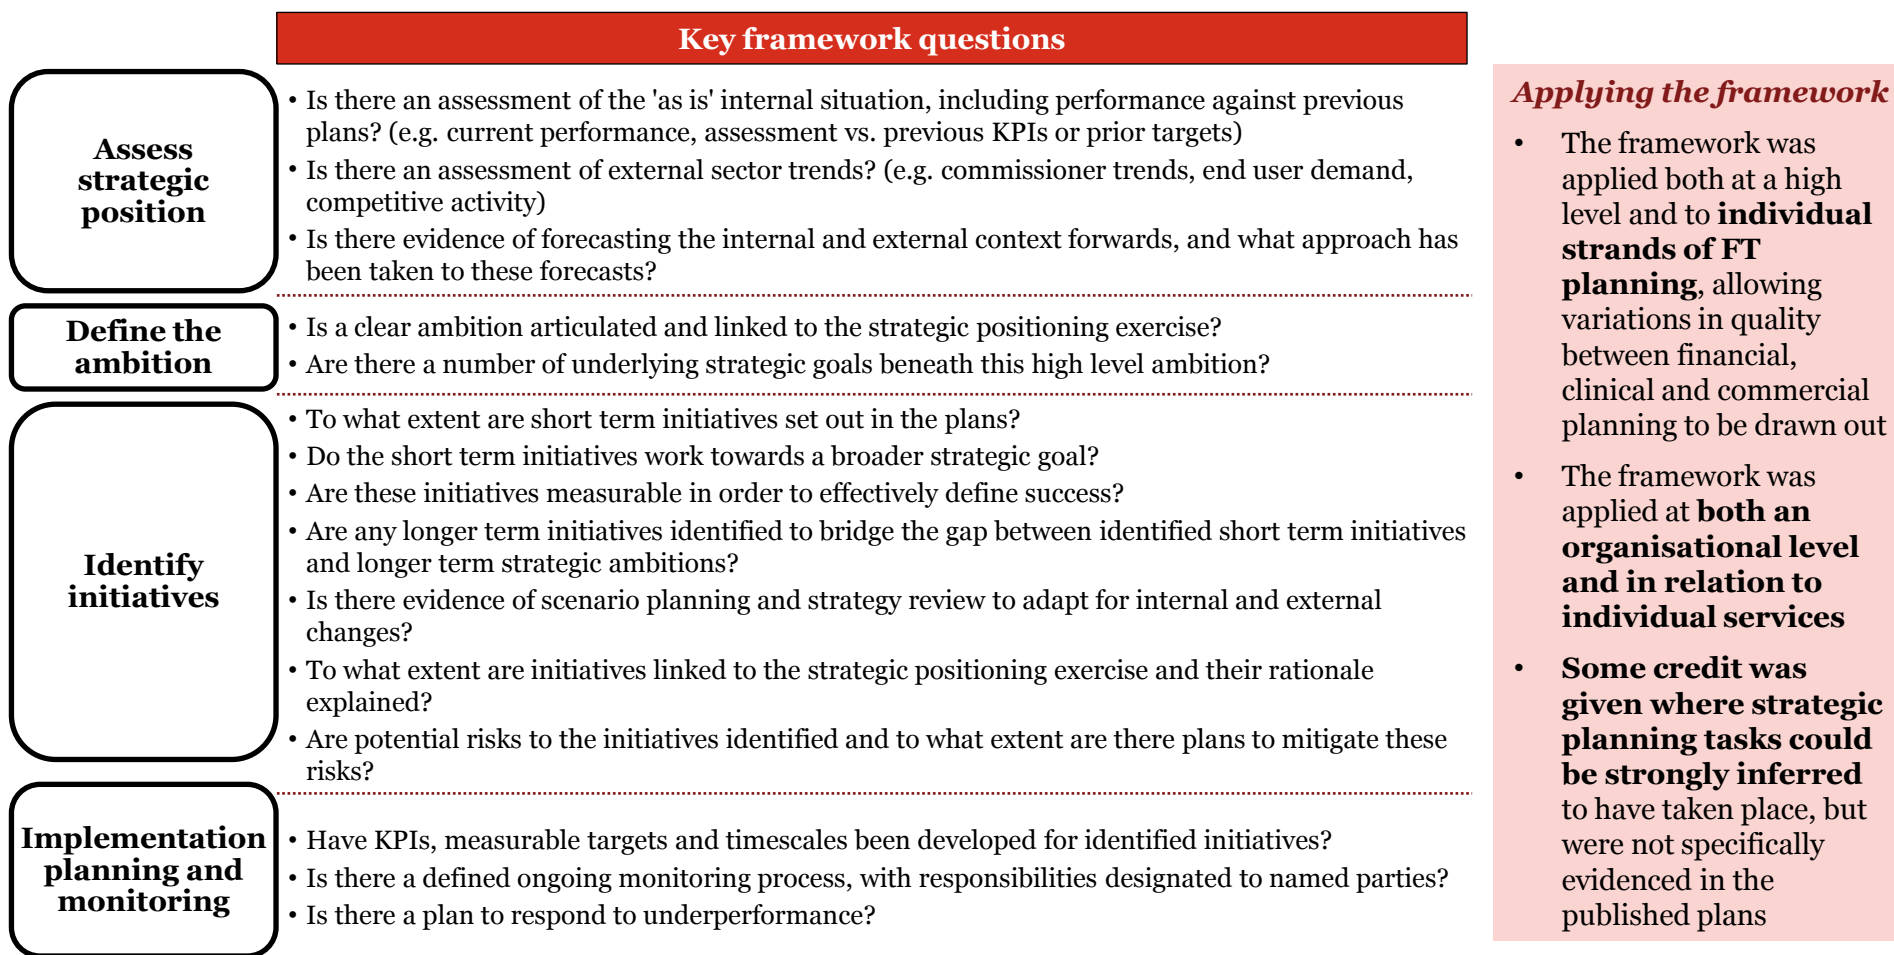 Key framework questions
Assess
strategic
position
• Is there an assessment of the 'as is' internal situation, including performance against previous
plans? (e.g. current performance, assessment vs. previous KPIs or prior targets)
• Is there an assessment of external sector trends? (e.g. commissioner trends, end user demand,
competitive activity)
• Is there evidence of forecasting the internal and external context forwards, and what approach has
been taken to these forecasts?
Define the
ambition
• Is a clear ambition articulated and linked to the strategic positioning exercise?
• Are there a number of underlying strategic goals beneath this high level ambition?
Identify
initiatives
• To what extent are short term initiatives set out in the plans?
• Do the short term initiatives work towards a broader strategic goal?
• Are these initiatives measurable in order to effectively define success?
• Are any longer term initiatives identified to bridge the gap between identified short term initiatives
and longer term strategic ambitions?
• Is there evidence of scenario planning and strategy review to adapt for internal and external
changes?
• To what extent are initiatives linked to the strategic positioning exercise and their rationale
explained?
• Are potential risks to the initiatives identified and to what extent are there plans to mitigate these
risks?
Implementation
planning and
monitoring
• Have KPIs, measurable targets and timescales been developed for identified initiatives?
• Is there a defined ongoing monitoring process, with responsibilities designated to named parties?
• Is there a plan to respond to underperformance?
Applying the framework
• The framework was
applied both at a high
level and to individual
strands of FT
planning, allowing
variations in quality
between financial,
clinical and commercial
planning to be drawn out
• The framework was
applied at both an
organisational level
and in relation to
individual services
• Some credit was
given where strategic
planning tasks could
be strongly inferred
to have taken place, but
were not specifically
evidenced in the
published plans